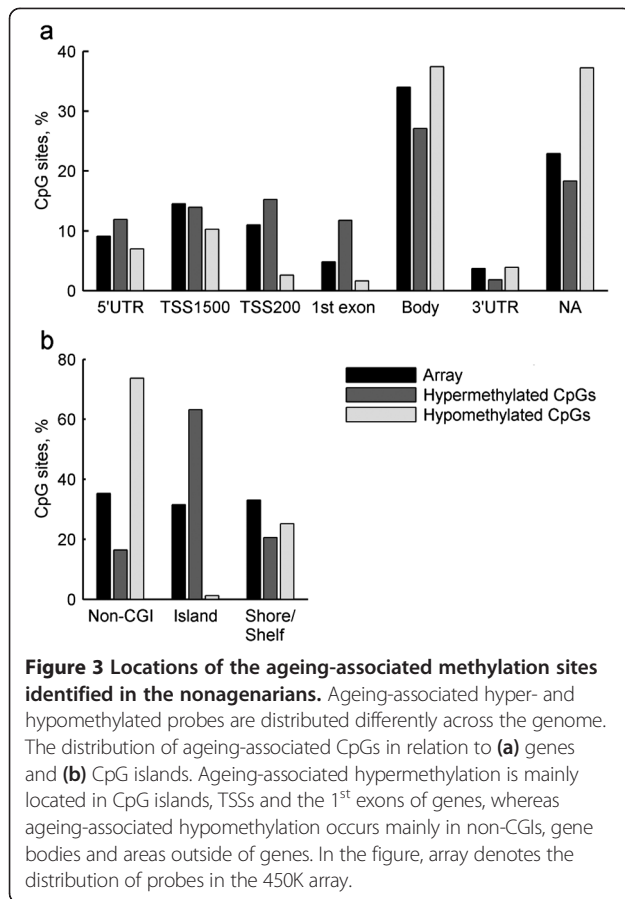 a
40
30
20
10
0
CpG sites, %
5'UTR TSS1500 TSS200 1st exon Body 3'UTR NA
b
80
60
40
20
0
CpG sites, %
Non-CGI Island Shore/
Shelf
Array
Hypermethylated CpGs
Hypomethylated CpGs
Figure 3 Locations of the ageing-associated methylation sites
identified in the nonagenarians. Ageing-associated hyper- and
hypomethylated probes are distributed differently across the genome.
The distribution of ageing-associated CpGs in relation to (a) genes
and (b) CpG islands. Ageing-associated hypermethylation is mainly
located in CpG islands, TSSs and the 1st exons of genes, whereas
ageing-associated hypomethylation occurs mainly in non-CGIs, gene
bodies and areas outside of genes. In the figure, array denotes the
distribution of probes in the 450K array.